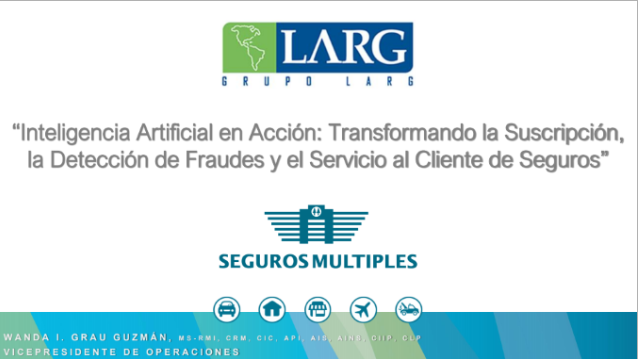 LARG
GRUPO LARG
“Inteligencia Artificial en Acción: Transformando la Suscripción,
la Detección de Fraudes y el Servicio al Cliente de Seguros”
SEGUROS MULTIPLES
WANDA I. GRAU GUZMÁN, MS-RMI, CRM, CIC, API, AIS, AINS, DIIP, CLP
VICEPRESIDENTE DE OPERACIONES